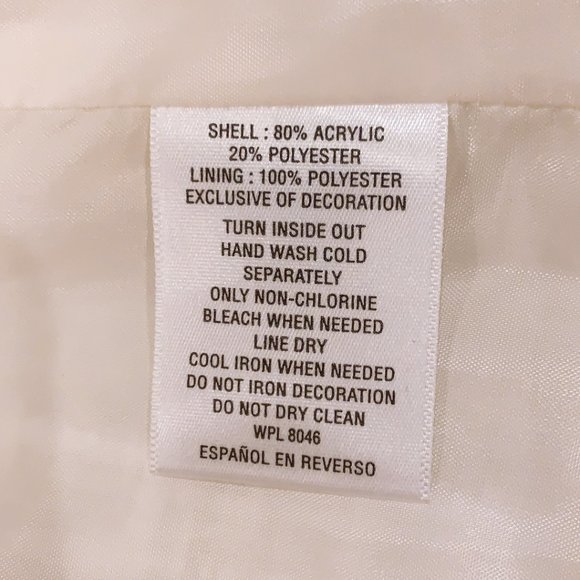 SHELL : 80% ACRYLIC
20% POLYESTER
LINING : 100% POLYESTER
EXCLUSIVE OF DECORATION
TURN INSIDE OUT
HAND WASH COLD
SEPARATELY
ONLY NON-CHLORINE
BLEACH WHEN NEEDED
LINE DRY
COOL IRON WHEN NEEDED
DO NOT IRON DECORATION
DO NOT DRY CLEAN
WPL 8046
ESPAÑOL EN REVERSO